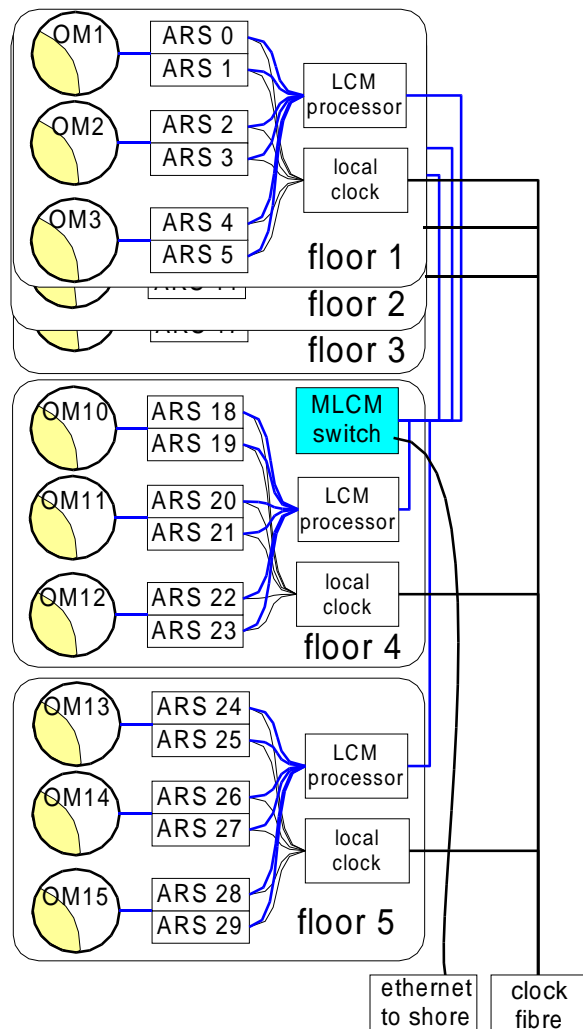 OM1
ARS 0
ARS 1
LCM
processor
OM2
ARS 2
ARS 3
local
clock
OM3
ARS 4
ARS 5
floor 1
floor 2
floor 3
OM10
ARS 18
ARS 19
MLCM
switch
OM11
ARS 20
ARS 21
LCM
processor
OM12
ARS 22
ARS 23
local
clock
floor 4
OM13
ARS 24
ARS 25
LCM
processor
OM14
ARS 26
ARS 27
local
clock
OM15
ARS 28
ARS 29
floor 5
ethernet
to shore
clock
fibre